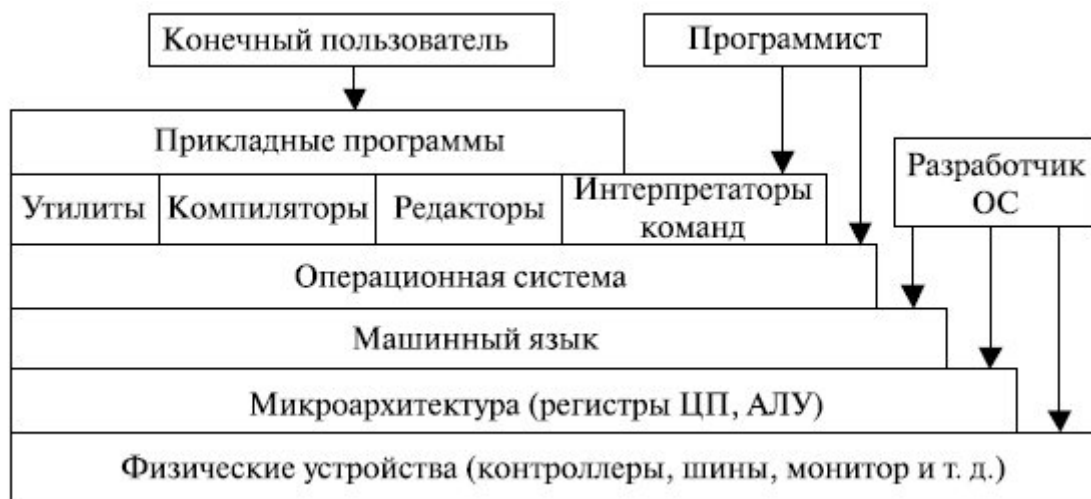 Конечный пользователь
Программист
Прикладные программы
Разработчик
ОС
Утилиты
Компиляторы
Редакторы
Интерпретаторы
команд
Операционная система
Машинный язык
Микроархитектура (регистры ЦП, АЛУ)
Физические устройства (контроллеры, шины, монитор и т. д.)